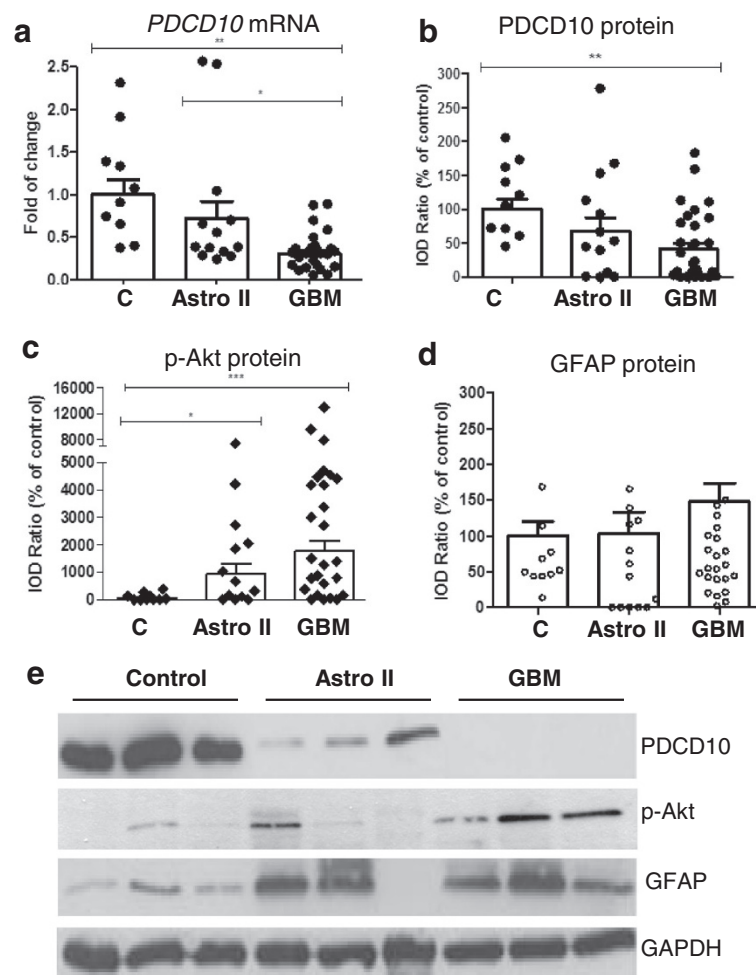 a
PDCD10 mRNA
**
*
Fold of change
2.5
2.0
1.5
1.0
0.5
0.0
C Astro II GBM
b
PDCD10 protein
**
IOD Ratio (% of control)
300
250
200
150
100
50
0
C Astro II GBM
c
p-Akt protein
***
*
IOD Ratio (% of control)
16000
12000
8000
5000
4000
3000
2000
1000
0
C Astro II GBM
d
GFAP protein
IOD Ratio (% of control)
300
250
200
150
100
50
0
C Astro II GBM
e
Control Astro II GBM
PDCD10
p-Akt
GFAP
GAPDH